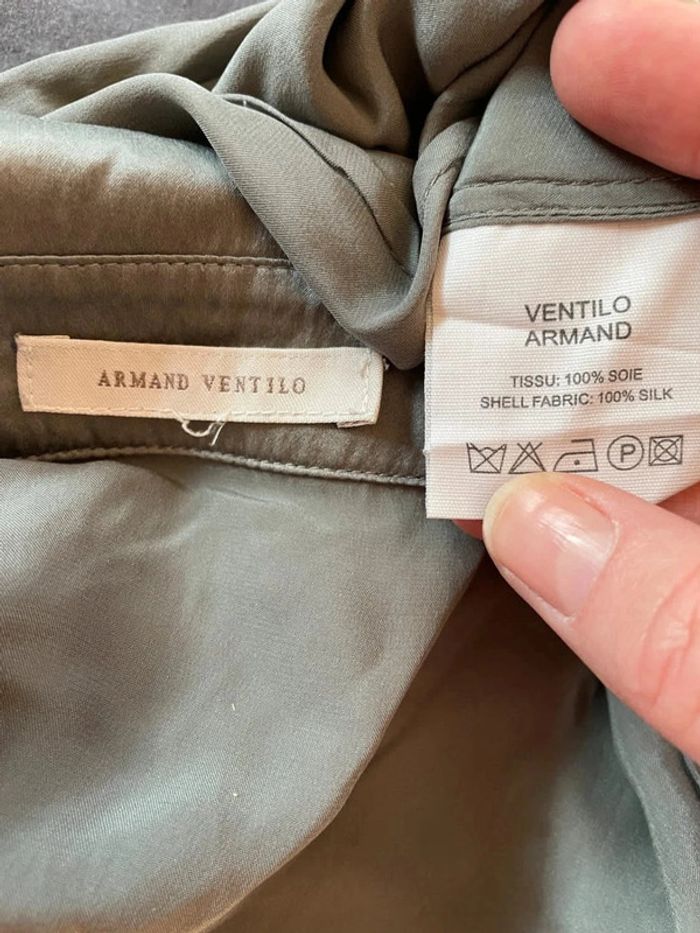 ARMAND VENTILO
VENTILO
ARMAND
TISSU: 100% SOIE
SHELL FABRIC: 100% SILK
P